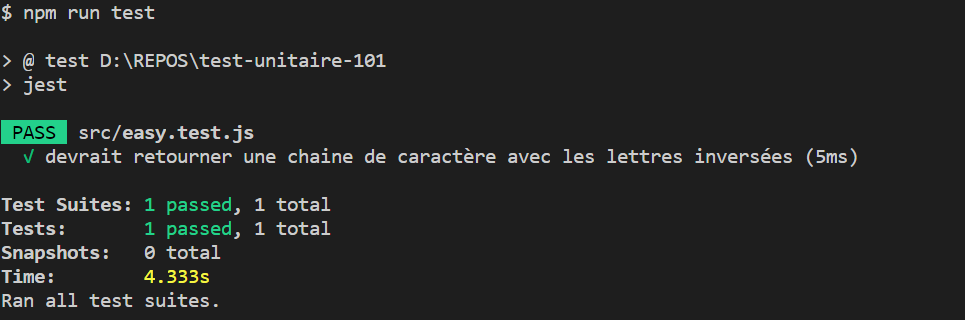 $ npm run test
> @ test D:\REPOS\test-unitaire-101
> jest
PASS src/easy.test.js
√ devrait retourner une chaine de caractère avec les lettres inversées (5ms)
Test Suites: 1 passed, 1 total
Tests: 1 passed, 1 total
Snapshots: 0 total
Time: 4.333s
Ran all test suites.